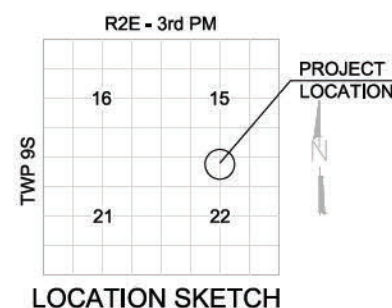 R2E - 3rd PM
PROJECT
LOCATION
16
15
TWP 9S
N
21
22
LOCATION SKETCH